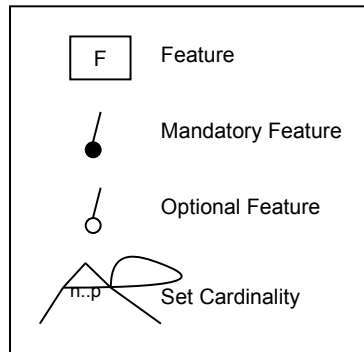 F Feature
Mandatory Feature
Optional Feature
n..p Set Cardinality